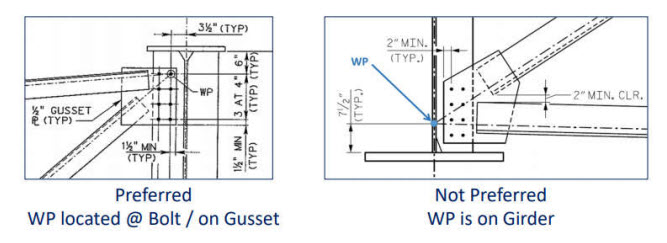 3½" (TYP)
6"
(TYP)
WP
3 AT 4"
(TYP)
½" GUSSET
PL (TYP)
1½" MIN
(TYP)
1½" MIN
(TYP)
Preferred
WP located @ Bolt / on Gusset
2" MIN.
(TYP.)
WP
2" MIN. CLR.
7½"
(TYP.)
Not Preferred
WP is on Girder